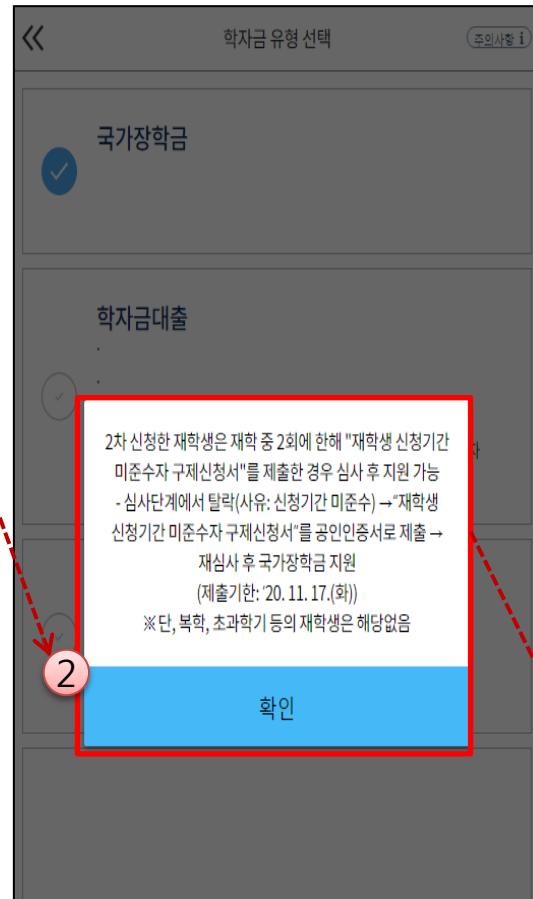 학자금 유형 선택
주의사항 i
국가장학금
학자금대출
자
2차 신청한 재학생은 재학 중 2회에 한해 "재학생 신청기간
미준수자 구제신청서"를 제출한 경우 심사 후 지원 가능
- 심사단계에서 탈락(사유: 신청기간 미준수) →"재학생
신청기간 미준수자 구제신청서"를 공인인증서로 제출 →
재심사 후 국가장학금 지원
(제출기한: '20. 11. 17.(화))
※ 단, 복학, 초과학기 등의 재학생은 해당없음
2
확인